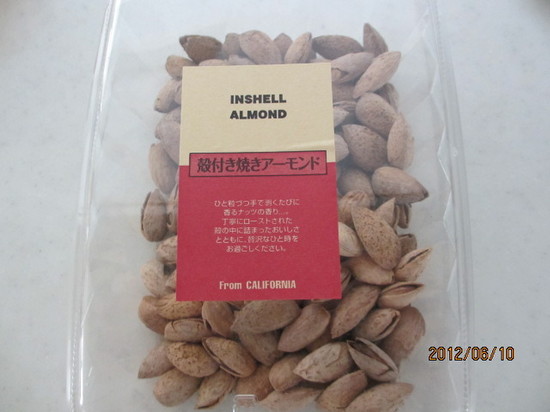 INSHELL
ALMOND
殻付き焼きアーモンド
ひと粒づつ手で剥くたびに
香るナッツの香り…。
丁寧にローストされた
殻の中に詰まったおいしさ
とともに、贅沢なひと時を
お過ごしください。
From CALIFORNIA
2012/06/10